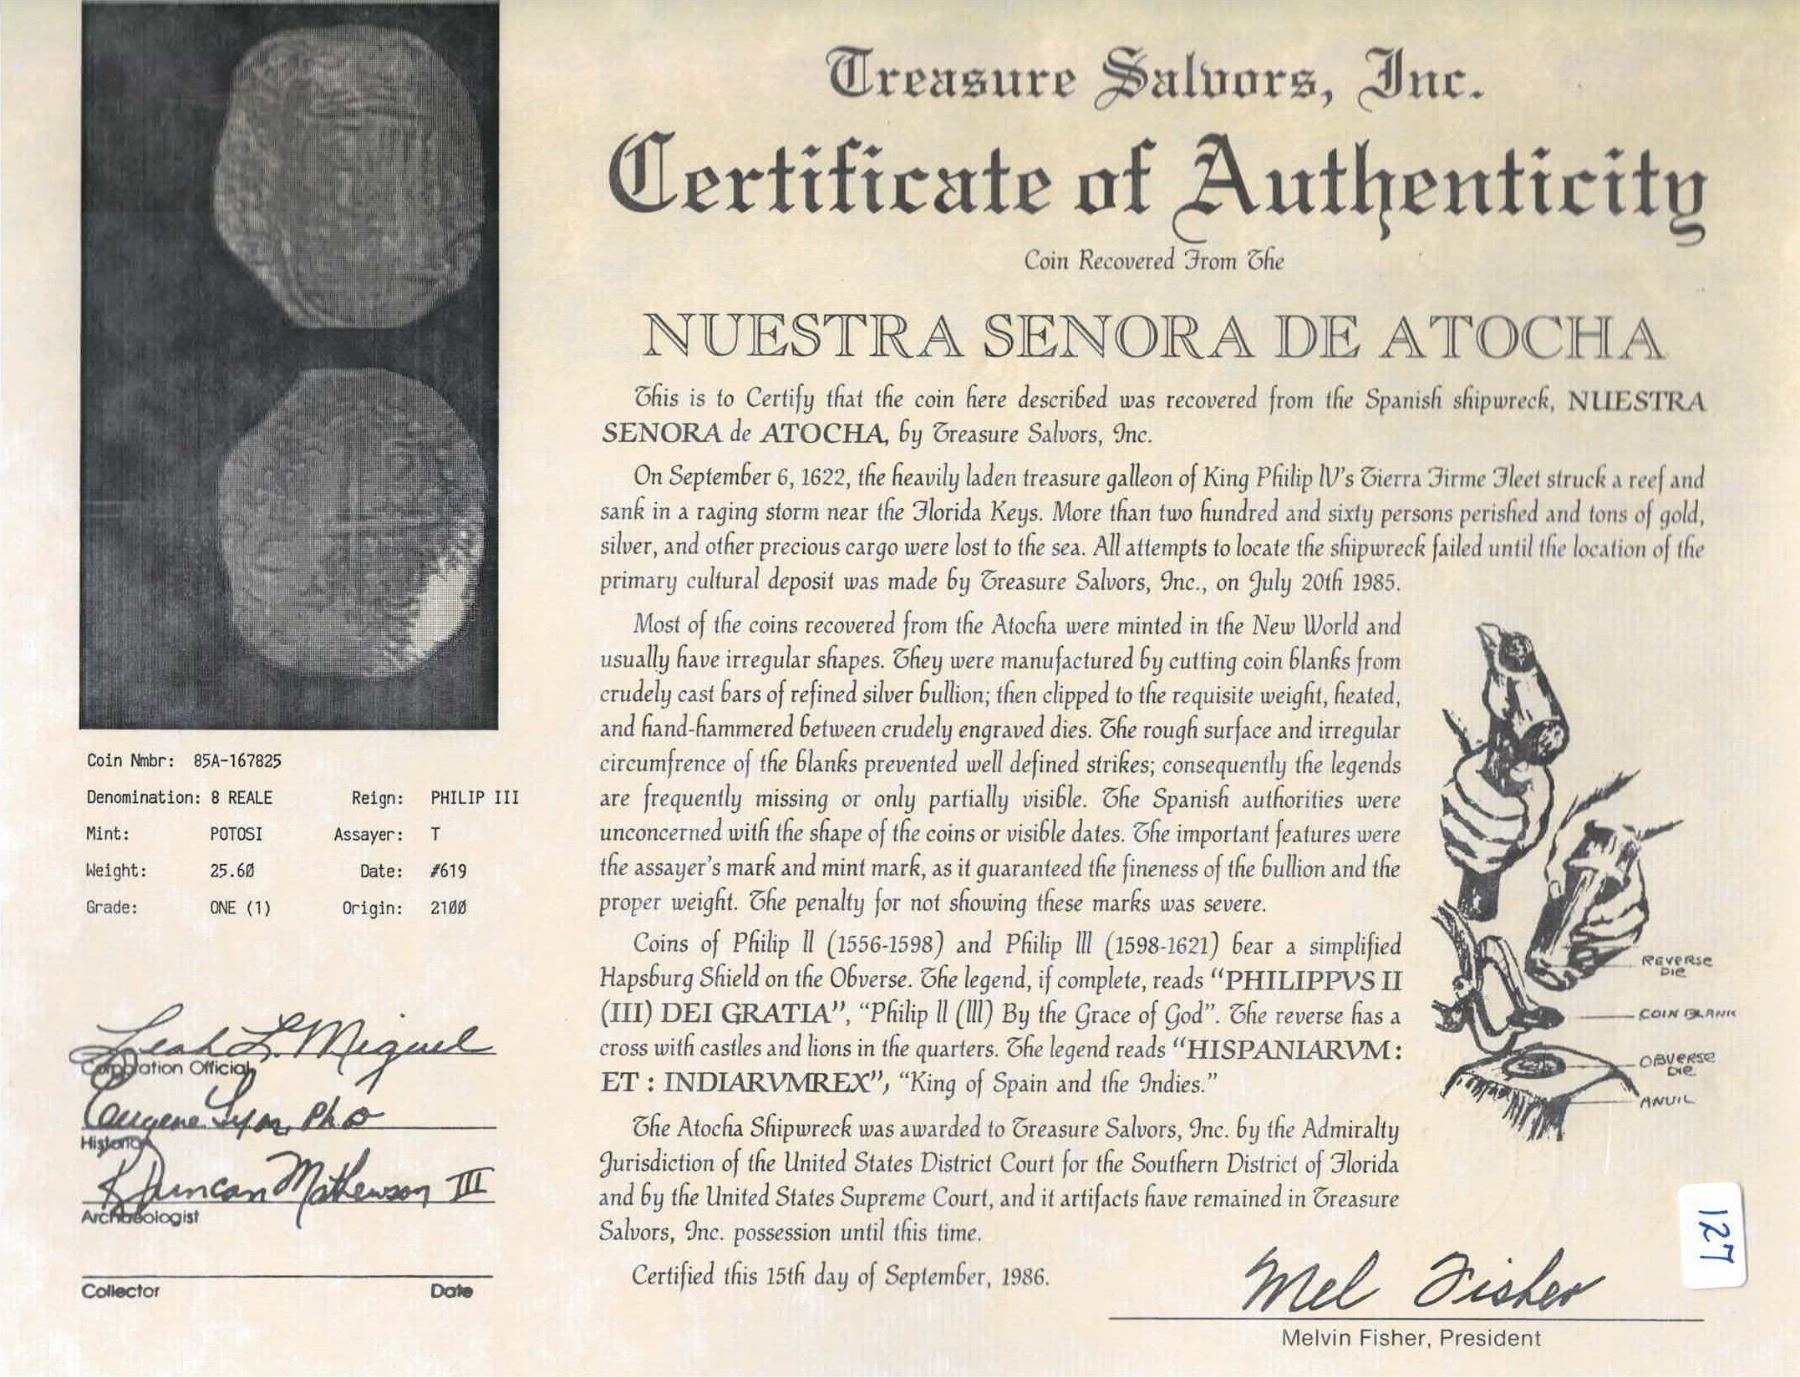 Treasure Salvors, Inc.
Certificate of Authenticity
Coin Recovered From The
NUESTRA SENORA DE ATOCHA
This is to Certify that the coin here described was recovered from the Spanish shipwreck, NUESTRA
SENORA de ATOCHA, by Treasure Salvors, Inc.
On September 6, 1622, the heavily laden treasure galleon of King Philip IV's Tierra Firme Fleet struck a reef and
sank in a raging storm near the Florida Keys. More than two hundred and sixty persons perished and tons of gold,
silver, and other precious cargo were lost to the sea. All attempts to locate the shipwreck failed until the location of the
primary cultural deposit was made by Treasure Salvors, Inc., on July 20th 1985.
Most of the coins recovered from the Atocha were minted in the New World and
usually have irregular shapes. They were manufactured by cutting coin blanks from
crudely cast bars of refined silver bullion; then clipped to the requisite weight, heated,
and hand-hammered between crudely engraved dies. The rough surface and irregular
circumfrence of the blanks prevented well defined strikes; consequently the legends
are frequently missing or only partially visible. The Spanish authorities were
unconcerned with the shape of the coins or visible dates. The important features were
the assayer's mark and mint mark, as it guaranteed the fineness of the bullion and the
proper weight. The penalty for not showing these marks was severe.
Coins of Philip II (1556-1598) and Philip III (1598-1621) bear a simplified
Hapsburg Shield on the Obverse. The legend, if complete, reads "PHILIPPVS II
(III) DEI GRATIA", "Philip II (III) By the Grace of God". The reverse has a
cross with castles and lions in the quarters. The legend reads "HISPANIARVM :
ET : INDIARVMREX", "King of Spain and the Indies."
The Atocha Shipwreck was awarded to Treasure Salvors, Inc. by the Admiralty
Jurisdiction of the United States District Court for the Southern District of Florida
and by the United States Supreme Court, and it artifacts have remained in Treasure
Salvors, Inc. possession until this time.
Certified this 15th day of September, 1986.
REVERSE
DIE
COIN BLANK
OBVERSE
DIE
ANVIL
Mel Fisher
Melvin Fisher, President
127
Coin Nmbr: 85A-167825
Denomination: 8 REALE Reign: PHILIP III
Mint: POTOSI Assayer: T
Weight: 25.60 Date: #619
Grade: ONE (1) Origin: 2100
Leah L. Miguel
Corporation Official
Eugene Lyon, PhD
Historian
R Duncan Mathewson III
Archaeologist
Collector Date